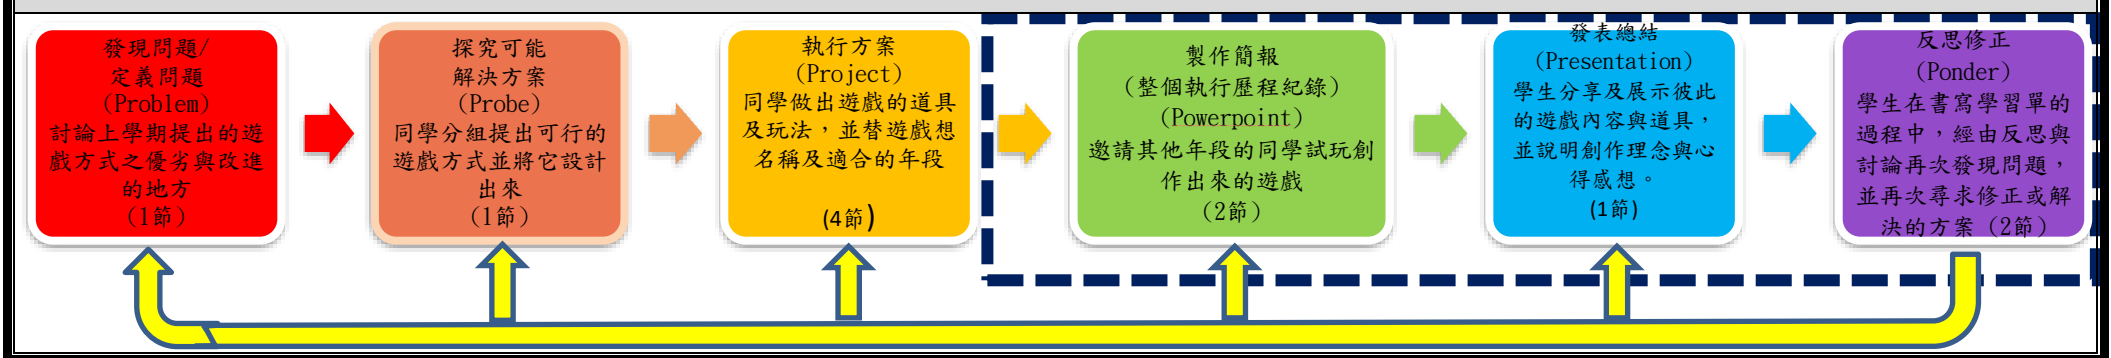 發現問題/
定義問題
(Problem)
討論上學期提出的遊
戲方式之優劣與改進
的地方
(1節)
探究可能
解決方案
(Probe)
同學分組提出可行的
遊戲方式並將它設計
出來
(1節)
執行方案
(Project)
同學做出遊戲的道具
及玩法，並替遊戲想
名稱及適合的年段
(4節)
製作簡報
(整個執行歷程紀錄)
(Powerpoint)
邀請其他年段的同學試玩創
作出來的遊戲
(2節)
發表總結
(Presentation)
學生分享及展示彼此
的遊戲內容與道具，
並說明創作理念與心
得感想。
(1節)
反思修正
(Ponder)
學生在書寫學習單的
過程中，經由反思與
討論再次發現問題，
並再次尋求修正或解
決的方案 (2節)